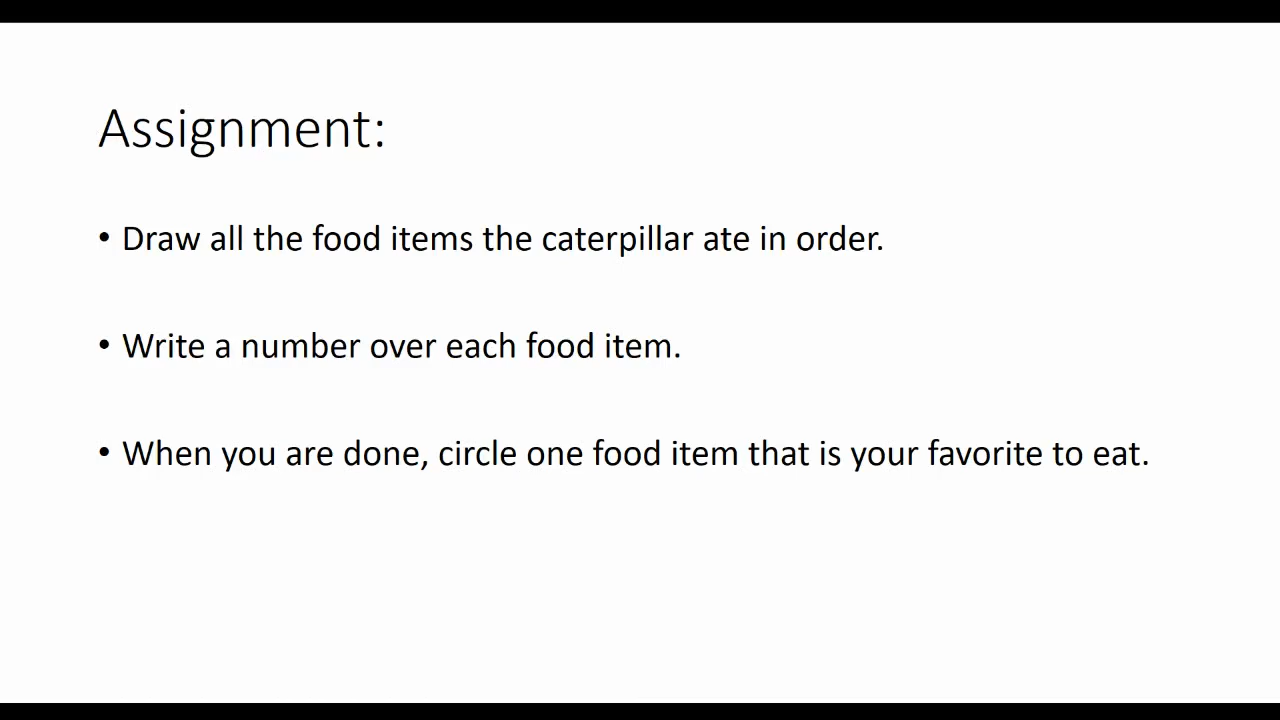 Assignment:
• Draw all the food items the caterpillar ate in order.
• Write a number over each food item.
• When you are done, circle one food item that is your favorite to eat.